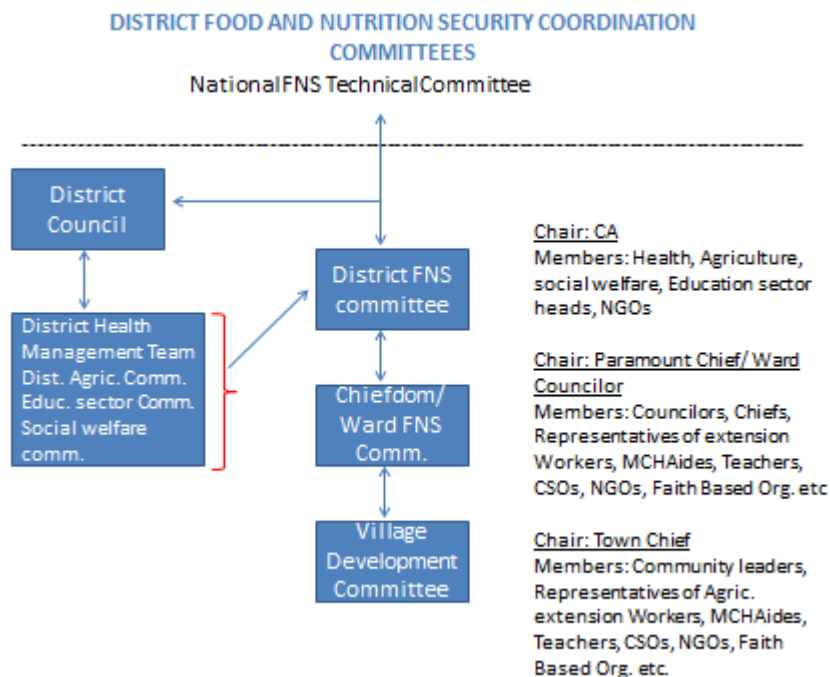 DISTRICT FOOD AND NUTRITION SECURITY COORDINATION
COMMITTEEES
NationalFNS TechnicalCommittee
District
Council
District Health
Management Team
Dist. Agric. Comm.
Educ. sector Comm.
Social welfare
comm.
District FNS
committee
Chiefdom/
Ward FNS
Comm.
Village
Development
Committee
Chair: CA
Members: Health, Agriculture,
social welfare, Education sector
heads, NGOs
Chair: Paramount Chief/ Ward
Councilor
Members: Councilors, Chiefs,
Representatives of extension
Workers, MCHAides, Teachers,
CSOs, NGOs, Faith Based Org. etc
Chair: Town Chief
Members: Community leaders,
Representatives of Agric.
extension Workers, MCHAides,
Teachers, CSOs, NGOs, Faith
Based Org. etc.